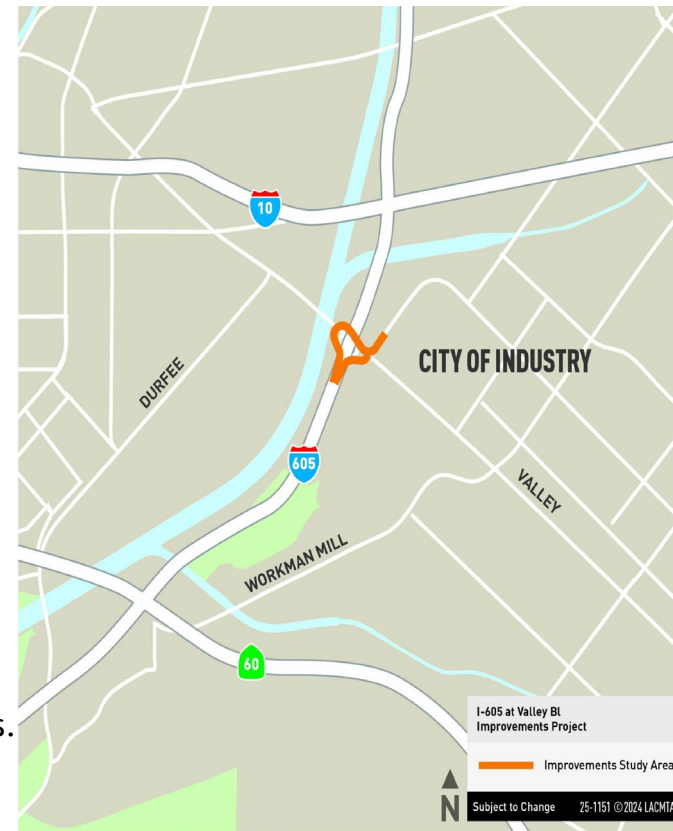 10
DURFEE
CITY OF INDUSTRY
605
VALLEY
WORKMAN MILL
60
s.
I-605 at Valley Bl
Improvements Project
Improvements Study Area
N
Subject to Change 25-1151 © 2024 LACMTA